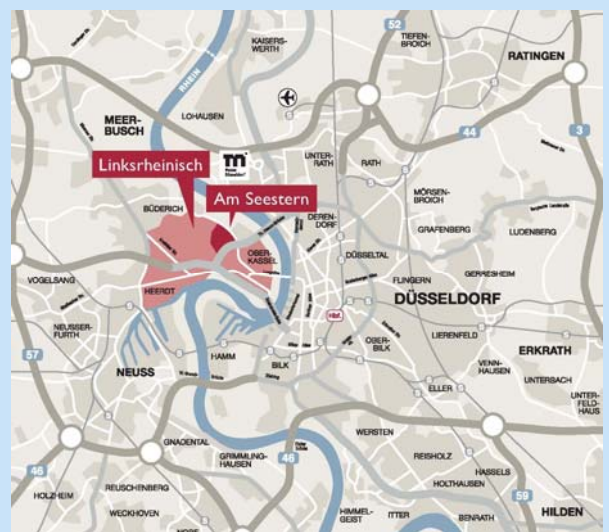 KAISERS-
WERTH
52
TIEFEN-
BROICH
RATINGEN
RHEIN
LOHAUSEN
MEER-
BUSCH
44
3
Linksrheinisch
UNTER-
RATH
RATH
Am Seestern
BÜDERICH
DEREN-
DORF
MÖRSEN-
BROICH
GRAFENBERG
LUDENBERG
OBER-
KASSEL
DÜSSELTAL
VOGELSANG
HEERDT
FLINGERN
GERRESHEIM
DÜSSELDORF
NEUSSER-
FURTH
Hbf.
57
HAMM
BILK
OBER-
BILK
LIERENFELD
ERKRATH
NEUSS
VENN-
HAUSEN
UNTERBACH
ELLER
UNTER-
FELD-
HAUS
GNADENTAL
WERSTEN
GRIMMLING-
HAUSEN
46
REISHOLZ
HASSELS
46
HOLZHEIM
REUSCHENBERG
HOLTHAUSEN
59
WECKHOVEN
HIMMEL-
GEIST
ITTER
BENRATH
HILDEN